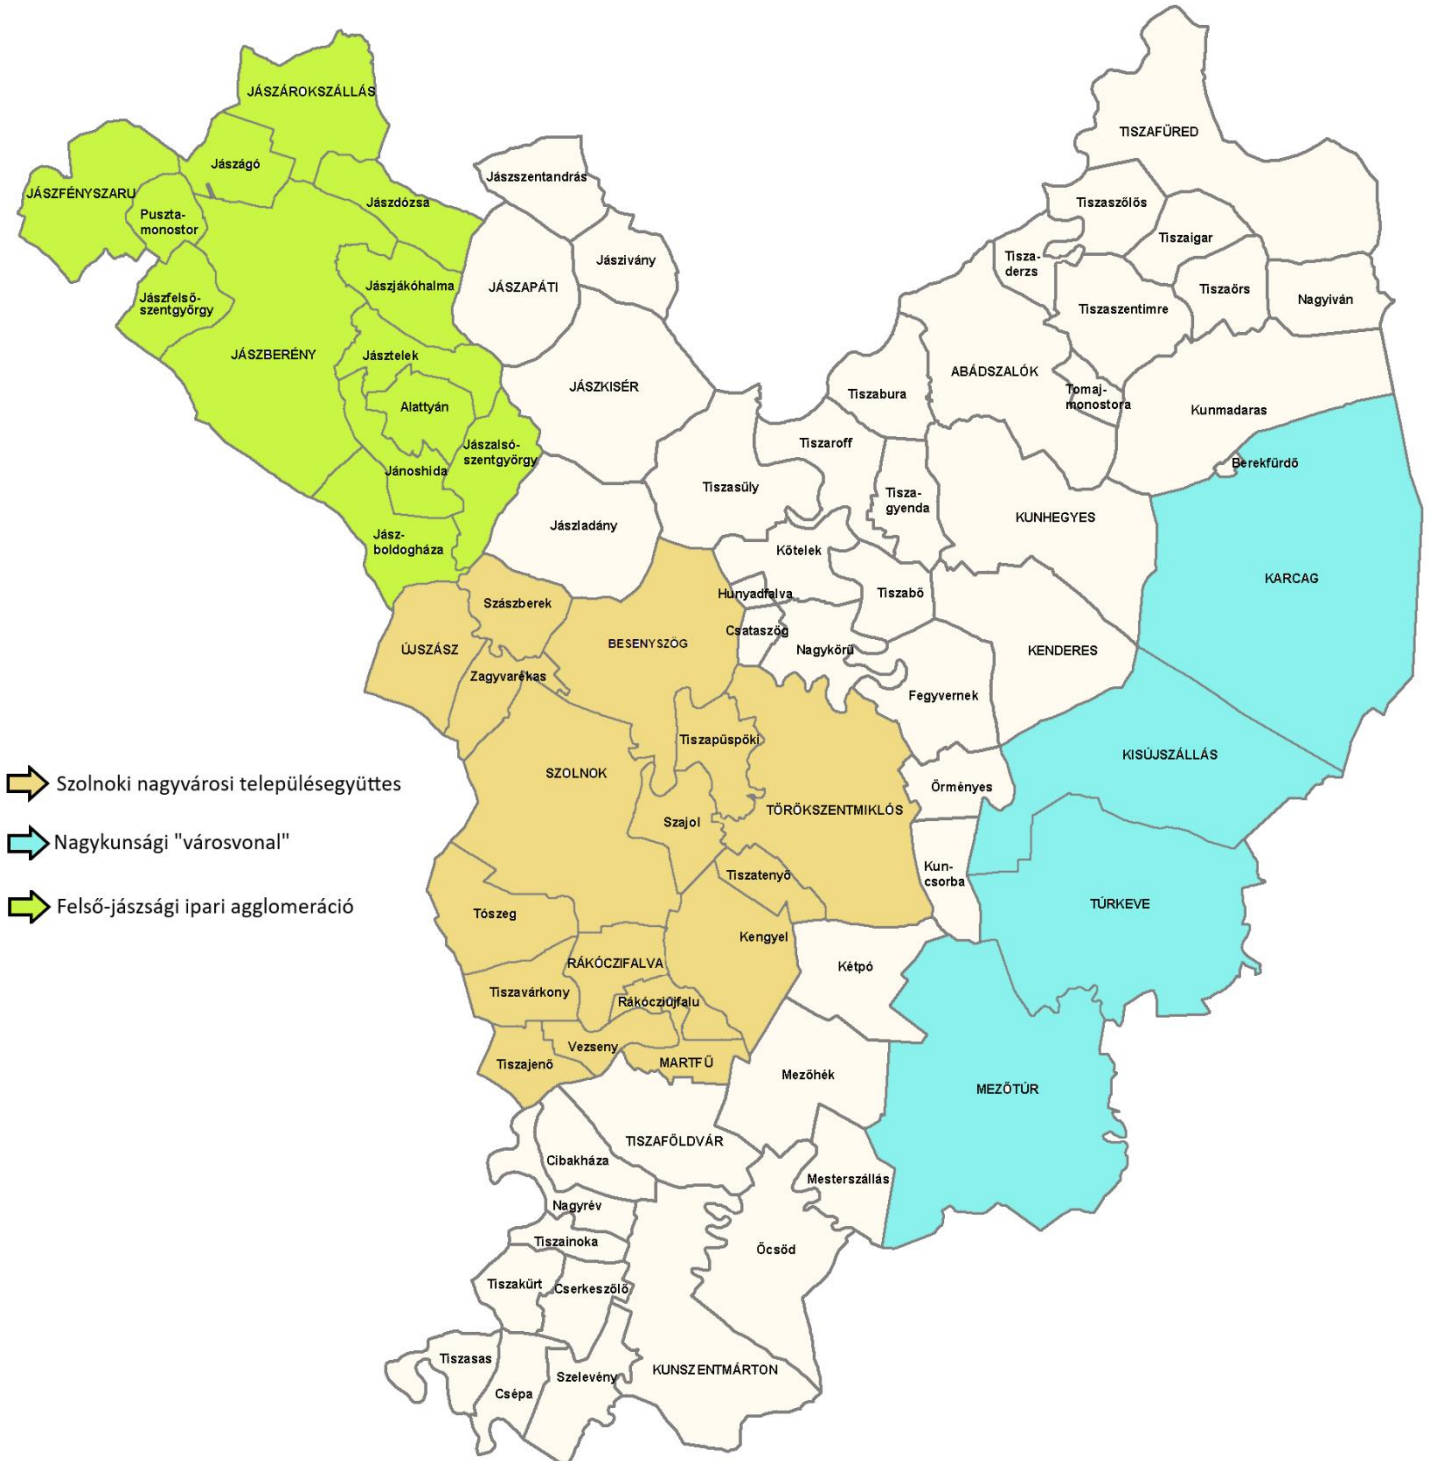 JÁSZÁROKSZÁLLÁS
TISZAFÜRED
Jászágó
Jászszentandrás
JÁSZFÉNYSZARU
Jászdózsa
Tiszaszőlős
Puszta-
monostor
Tiszaigar
Tisza-
derzs
Jászivány
JÁSZAPÁTI
Jászjákóhalma
Tiszaörs
Nagyiván
Jászfelső-
szentgyörgy
Tiszaszentimre
JÁSZBERÉNY
Jásztelek
ABÁDSZALÓK
JÁSZKISÉR
Tiszabura
Tomaj-
monostora
Alattyán
Kunmadaras
Tiszaroff
Jászalsó-
szentgyörgy
Jánoshida
Berekfürdő
Tiszasüly
Tisza-
gyenda
KUNHEGYES
Jászladány
Jász-
boldogháza
Kőtelek
KARCAG
Hunyadfalva
Tiszabő
Szászberek
Csataszög
BESENYSZÖG
ÚJSZÁSZ
Nagykörű
KENDERES
Zagyvarékas
Fegyvernek
Tiszapüspöki
KISÚJSZÁLLÁS
SZOLNOK
Szolnoki nagyvárosi településegyüttes
Örményes
TÖRÖKSZENTMIKLÓS
Szajol
Nagykunsági "városvonal"
Kun-
csorba
Tiszatenyő
TÚRKEVE
Felső-jászsági ipari agglomeráció
Tószeg
Kengyel
RÁKÓCZIFALVA
Kétpó
Tiszavárkony
Rákócziújfalu
Vezseny
Tiszajenő
MARTFŰ
Mezőhék
MEZŐTÚR
TISZAFÖLDVÁR
Cibakháza
Mesterszállás
Nagyrév
Tiszainoka
Öcsöd
Tiszakürt
Cserkeszőlő
Tiszasas
KUNSZENTMÁRTON
Szelevény
Csépa